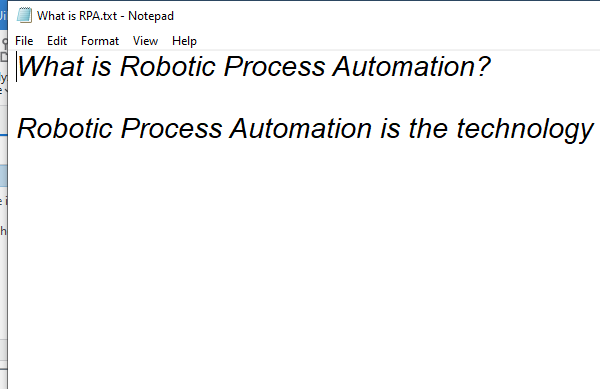 What is RPA.txt - Notepad
File Edit Format View Help
What is Robotic Process Automation?
Robotic Process Automation is the technology